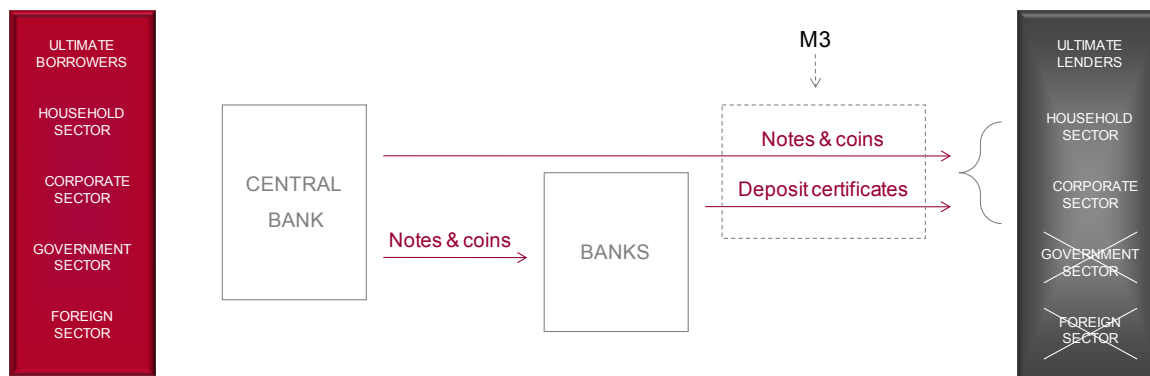 ULTIMATE
BORROWERS
HOUSEHOLD
SECTOR
CORPORATE
SECTOR
GOVERNMENT
SECTOR
FOREIGN
SECTOR
CENTRAL
BANK
Notes & coins
BANKS
M3
Notes & coins
Deposit certificates
ULTIMATE
LENDERS
HOUSEHOLD
SECTOR
CORPORATE
SECTOR
GOVERNMENT
SECTOR
FOREIGN
SECTOR